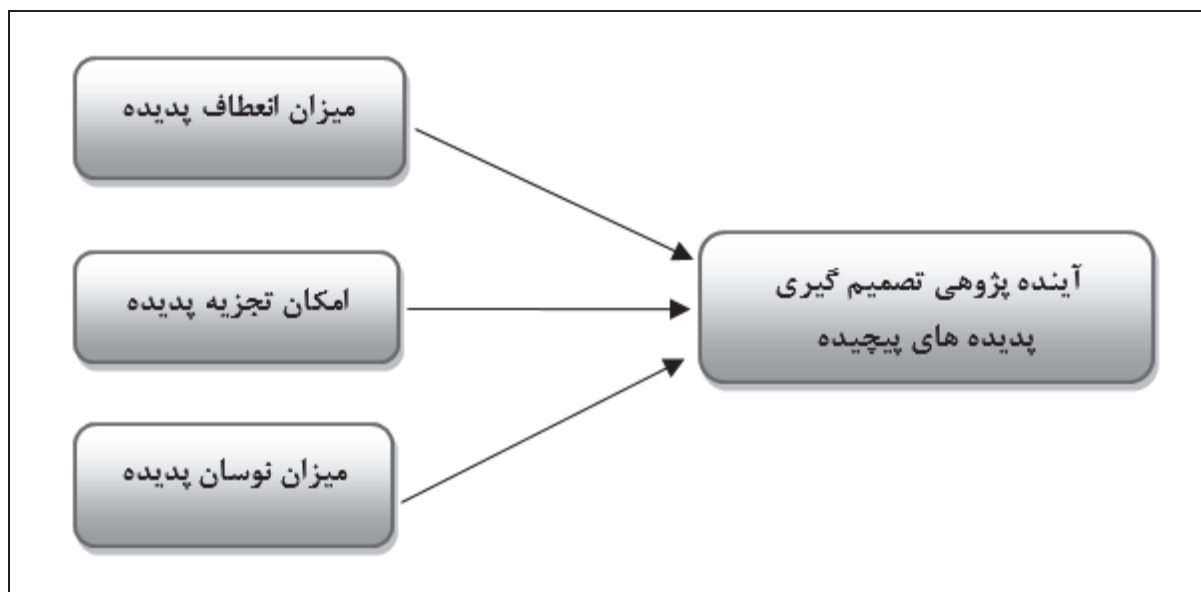 میزان انعطاف پدیده
امکان تجزیه پدیده
میزان نوسان پدیده
آینده پژوهی تصمیم گیری
پدیده های پیچیده